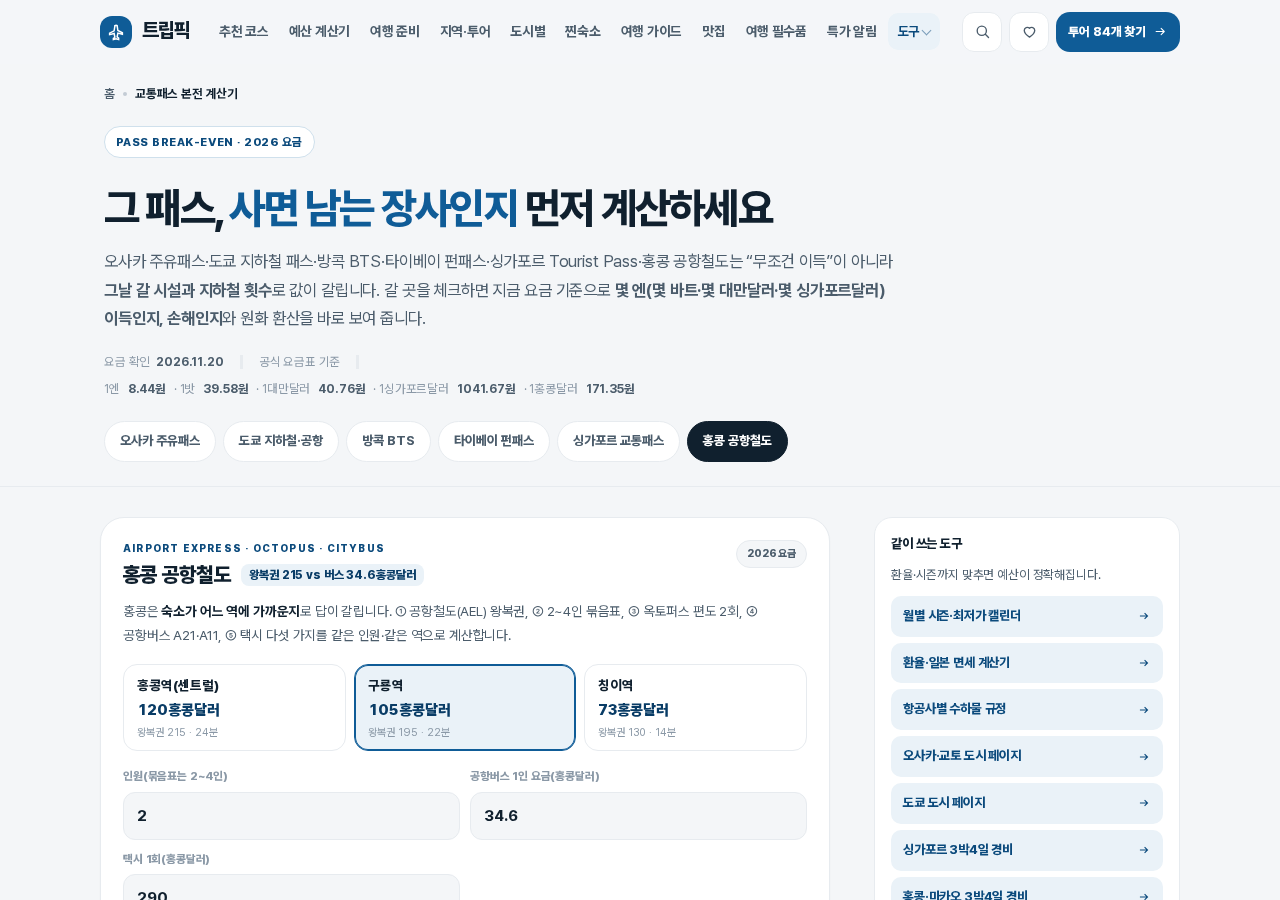 트립픽
추천 코스 예산 계산기 여행 준비 지역·투어 도시별 찐숙소 여행 가이드 맛집 여행 필수품 특가 알림 도구 투어 84개 찾기
홈 교통패스 본전 계산기
PASS BREAK-EVEN · 2026 요금
그 패스, 사면 남는 장사인지 먼저 계산하세요
오사카 주유패스·도쿄 지하철 패스·방콕 BTS·타이베이 펀패스·싱가포르 Tourist Pass·홍콩 공항철도는 “무조건 이득”이 아니라
그날 갈 시설과 지하철 횟수로 값이 갈립니다. 갈 곳을 체크하면 지금 요금 기준으로 몇 엔(몇 바트·몇 대만달러·몇 싱가포르달러)
이득인지, 손해인지와 원화 환산을 바로 보여 줍니다.
요금 확인 2026.11.20 공식 요금표 기준
1엔 8.44원 · 1밧 39.58원 · 1대만달러 40.76원 · 1싱가포르달러 1041.67원 · 1홍콩달러 171.35원
오사카 주유패스 도쿄 지하철·공항 방콕 BTS 타이베이 펀패스 싱가포르 교통패스 홍콩 공항철도
AIRPORT EXPRESS · OCTOPUS · CITYBUS
2026 요금
홍콩 공항철도 왕복권 215 vs 버스 34.6홍콩달러
홍콩은 숙소가 어느 역에 가까운지로 답이 갈립니다. ① 공항철도(AEL) 왕복권, ② 2~4인 묶음표, ③ 옥토퍼스 편도 2회, ④
공항버스 A21·A11, ⑤ 택시 다섯 가지를 같은 인원·같은 역으로 계산합니다.
홍콩역(센트럴) 구룡역 칭이역
120홍콩달러 105홍콩달러 73홍콩달러
왕복권 215 · 24분 왕복권 195 · 22분 왕복권 130 · 14분
인원(묶음표는 2~4인) 공항버스 1인 요금(홍콩달러)
2 34.6
택시 1회(홍콩달러)
290
같이 쓰는 도구
환율·시즌까지 맞추면 예산이 정확해집니다.
월별 시즌·최저가 캘린더
환율·일본 면세 계산기
항공사별 수하물 규정
오사카·교토 도시 페이지
도쿄 도시 페이지
싱가포르 3박4일 경비
홍콩·마카오 3박4일 경비